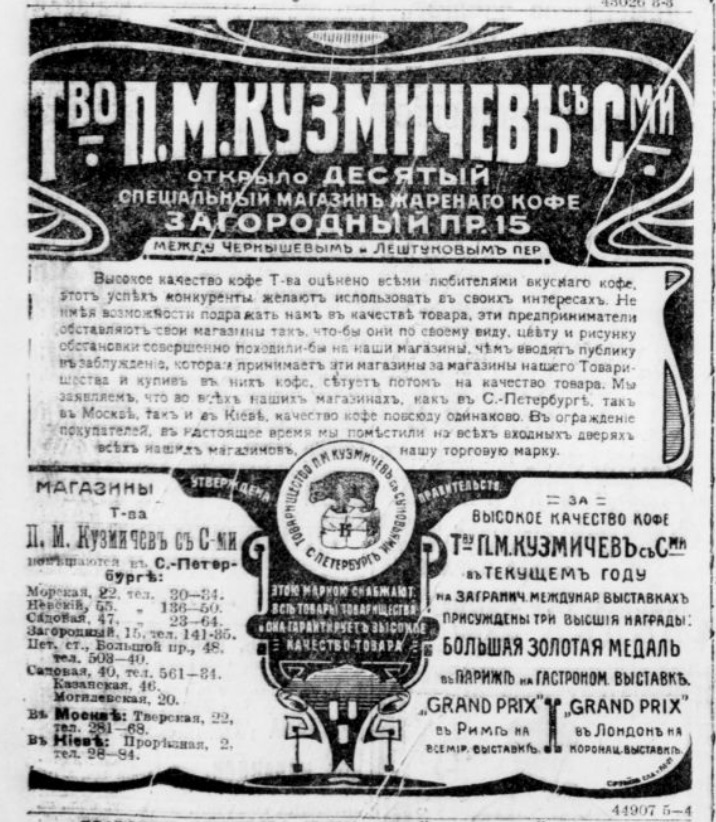 43026 3-3
Т-ВО П.М.КУЗМИЧЕВЪ СЪ С-МИ
ОТКРЫЛО ДЕСЯТЫЙ
СПЕЦІАЛЬНЫЙ МАГАЗИНЪ ЖАРЕНАГО КОФЕ
ЗАГОРОДНЫЙ ПР. 15
МЕЖДУ ЧЕРНЫШЕВЫМЪ и ЛЕШТУКОВЫМЪ ПЕР
Высокое качество кофе Т-ва оцѣнено всѣми любителями вкуснаго кофе,
этотъ успѣхъ конкуренты желаютъ использовать въ своихъ интересахъ. Не
имѣя возможности подражать намъ въ качествѣ товара, эти предприниматели
обставляютъ свои магазины такъ, что-бы они по своему виду, цвѣту и рисунку
обстановки совершенно походили-бы на наши магазины, чѣмъ вводятъ публику
въ заблужденіе, которая принимаетъ эти магазины за магазины нашего Товари-
щества и купивъ въ нихъ кофе, сѣтуетъ потомъ на качество товара. Мы
заявляемъ, что во всѣхъ нашихъ магазинахъ, какъ въ С.-Петербургѣ, такъ
въ Москвѣ, такъ и въ Кіевѣ, качество кофе повсюду одинаково. Въ огражденіе
покупателей, въ настоящее время мы помѣстили на всѣхъ входныхъ дверяхъ
всѣхъ нашихъ магазиновъ, нашу торговую марку.
МАГАЗИНЫ
Т-ва
П. М. Кузмичевъ съ С-ми
помѣщаются въ С.-Петер-
бургѣ:
Морская, 22, тел. 30—34.
Невскій, 55. „ 136—50.
Садовая, 47, „ 23—64.
Загородный, 15, тел. 141-35.
Пет. ст., Большой пр., 48.
тел. 503—40.
Садовая, 40, тел. 561—34.
Казанская, 46.
Могилевская, 20.
Въ Москвѣ: Тверская, 22,
тел. 281—68.
Въ Кіевѣ: Прорѣзная, 2,
тел. 28—84.
УТВЕРЖДЕНА ПРАВИТЕЛЬСТВ.
ТОВАРИЩЕСТВО П.М.КУЗМИЧЕВЪ СЪ СЫНОВЬЯМИ
С.ПЕТЕРБУРГЪ
К
ЭТОЮ МАРКОЮ СНАБЖАЮТ.
ВСѢ ТОВАРЫ ТОВАРИЩЕСТВА
И ОНА ГАРАНТИРУЕТЪ ВЫСОКОЕ
КАЧЕСТВО ТОВАРА
ЗА
ВЫСОКОЕ КАЧЕСТВО КОФЕ
Т-ВУ П.М.КУЗМИЧЕВЪ съ С-МИ
въ ТЕКУЩЕМЪ ГОДУ
НА ЗАГРАНИЧ. МЕЖДУНАР ВЫСТАВКАХЪ
ПРИСУЖДЕНЫ ТРИ ВЫСШІЯ НАГРАДЫ:
БОЛЬШАЯ ЗОЛОТАЯ МЕДАЛЬ
въ ПАРИЖѢ НА ГАСТРОНОМ. ВЫСТАВКѢ.
„GRAND PRIX"
въ РИМѢ НА
ВСЕМІР. ВЫСТАВКѢ.
И
„GRAND PRIX"
въ ЛОНДОНѢ НА
КОРОНАЦ. ВЫСТАВКѢ.
44907 5—4